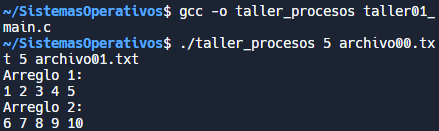 ~/SistemasOperativos$ gcc -o taller_procesos taller01_
main.c
~/SistemasOperativos$ ./taller_procesos 5 archivo00.tx
t 5 archivo01.txt
Arreglo 1:
1 2 3 4 5
Arreglo 2:
6 7 8 9 10